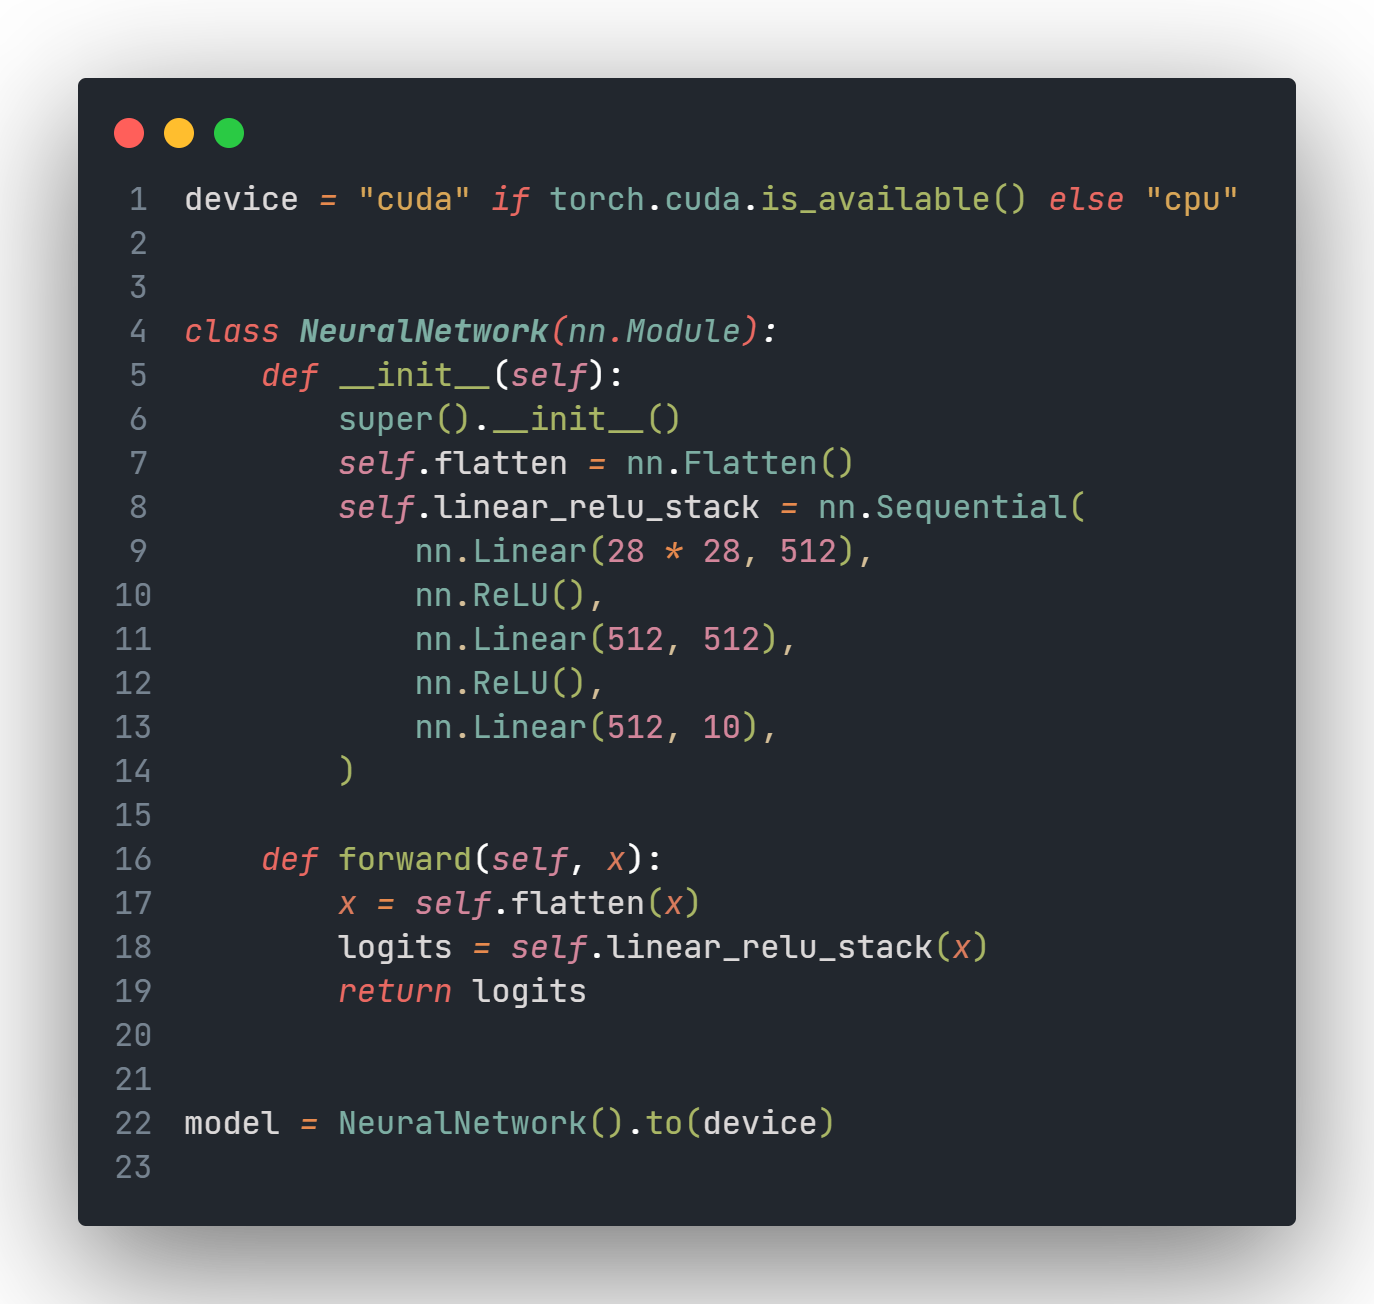 1 device = "cuda" if torch.cuda.is_available() else "cpu"
2
3
4 class NeuralNetwork(nn.Module):
5     def __init__(self):
6         super().__init__()
7         self.flatten = nn.Flatten()
8         self.linear_relu_stack = nn.Sequential(
9             nn.Linear(28 * 28, 512),
10             nn.ReLU(),
11             nn.Linear(512, 512),
12             nn.ReLU(),
13             nn.Linear(512, 10),
14         )
15
16     def forward(self, x):
17         x = self.flatten(x)
18         logits = self.linear_relu_stack(x)
19         return logits
20
21
22 model = NeuralNetwork().to(device)
23